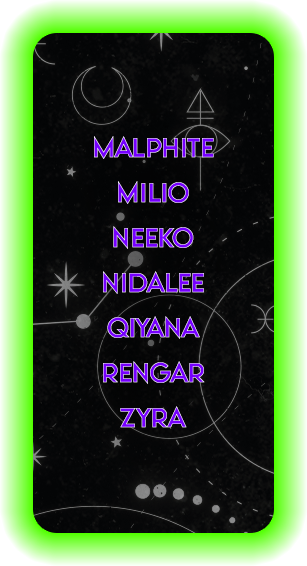 MALPHITE
MILIO
NEEKO
NIDALEE
QIYANA
RENGAR
ZYRA